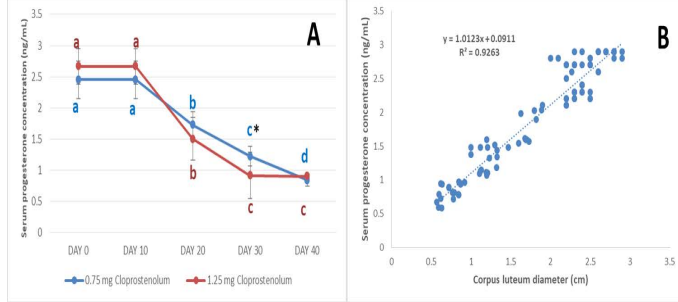 A
Serum progesterone concentration (ng/mL)
3.5
3
2.5
2
1.5
1
0.5
0
a
a
a
a
b
b
c*
c
d
c
DAY 0 DAY 10 DAY 20 DAY 30 DAY 40
0.75 mg Cloprostenolum 1.25 mg Cloprostenolum
B
Serum progesterone concentration (ng/mL)
3.5
3
2.5
2
1.5
1
0.5
0
y = 1.0123x+0.0911
R² = 0.9263
0 0.5 1 1.5 2 2.5 3 3.5
Corpus luteum diameter (cm)